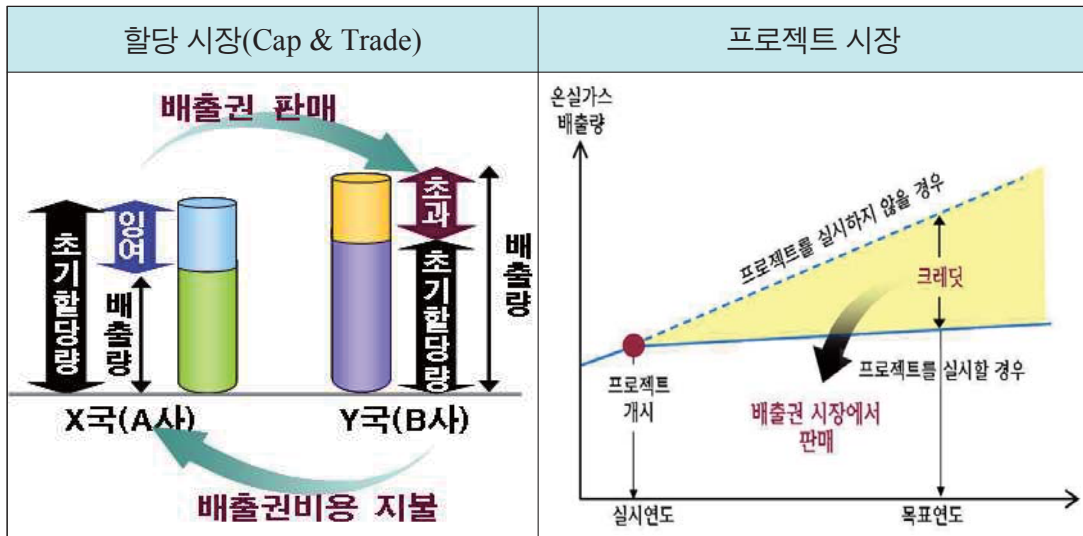 할당 시장(Cap & Trade)
배출권 판매
초기할당량
잉여
배출량
초과
초기할당량
배출량
X국(A사)
Y국(B사)
배출권비용 지불
프로젝트 시장
온실가스
배출량
프로젝트를 실시하지 않을 경우
크레딧
프로젝트를 실시할 경우
프로젝트
개시
배출권 시장에서
판매
실시연도
목표연도